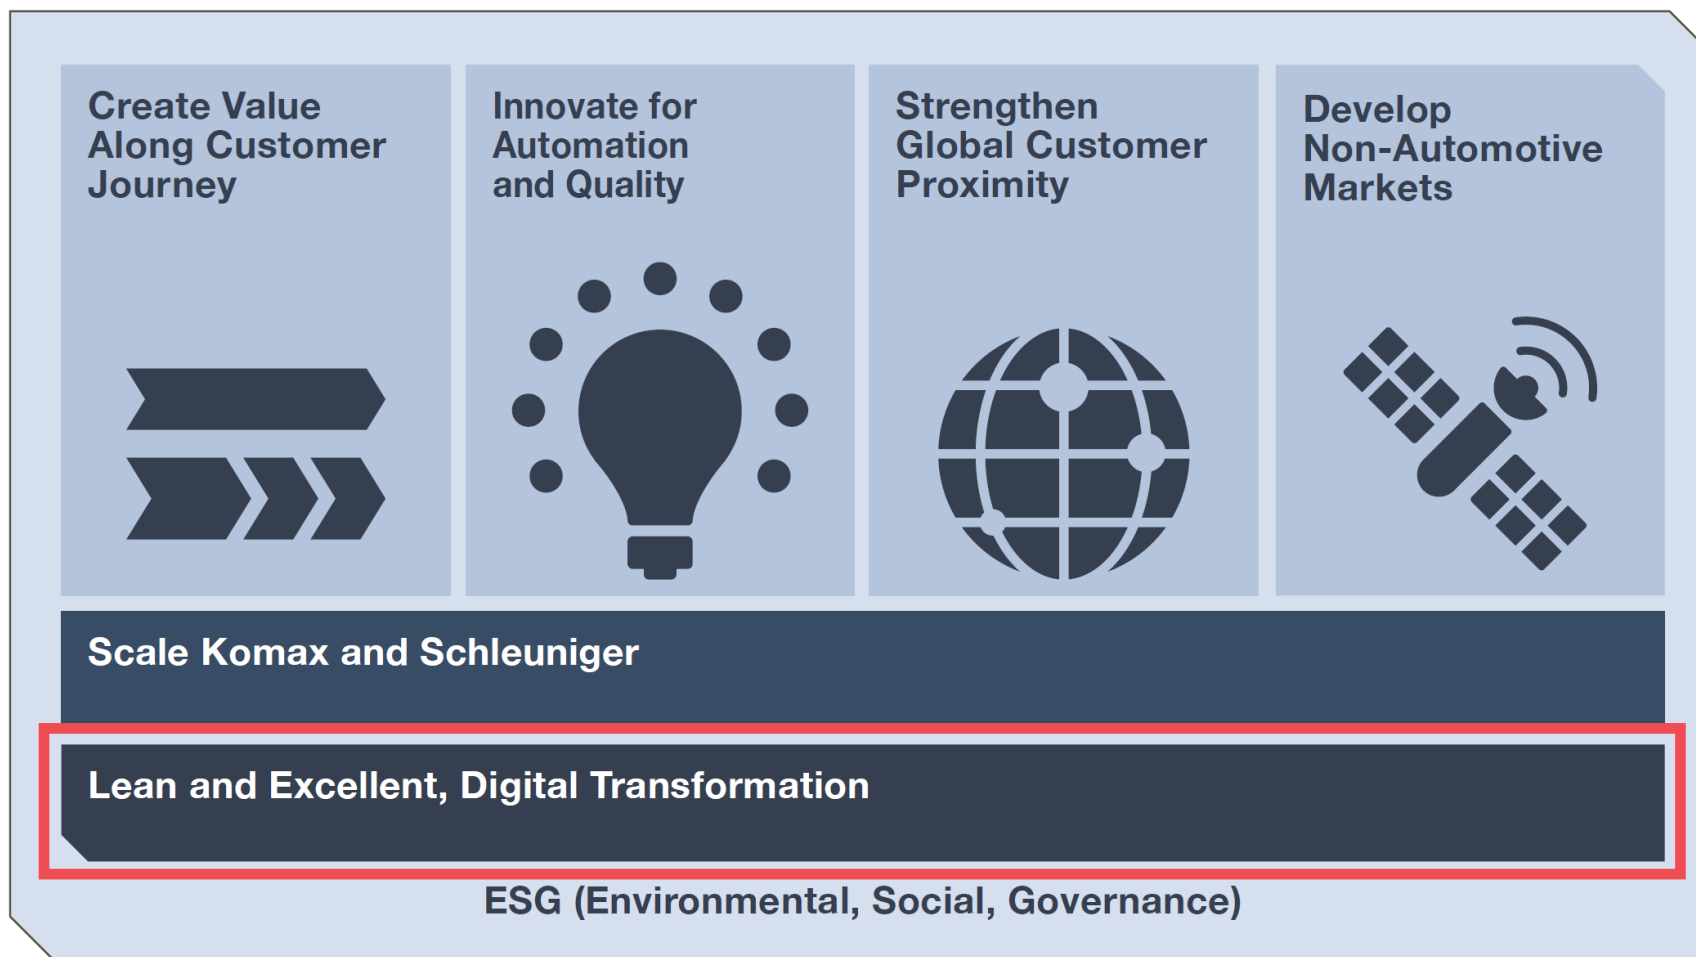 Create Value
Along Customer
Journey
Innovate for
Automation
and Quality
Strengthen
Global Customer
Proximity
Develop
Non-Automotive
Markets
Scale Komax and Schleuniger
Lean and Excellent, Digital Transformation
ESG (Environmental, Social, Governance)